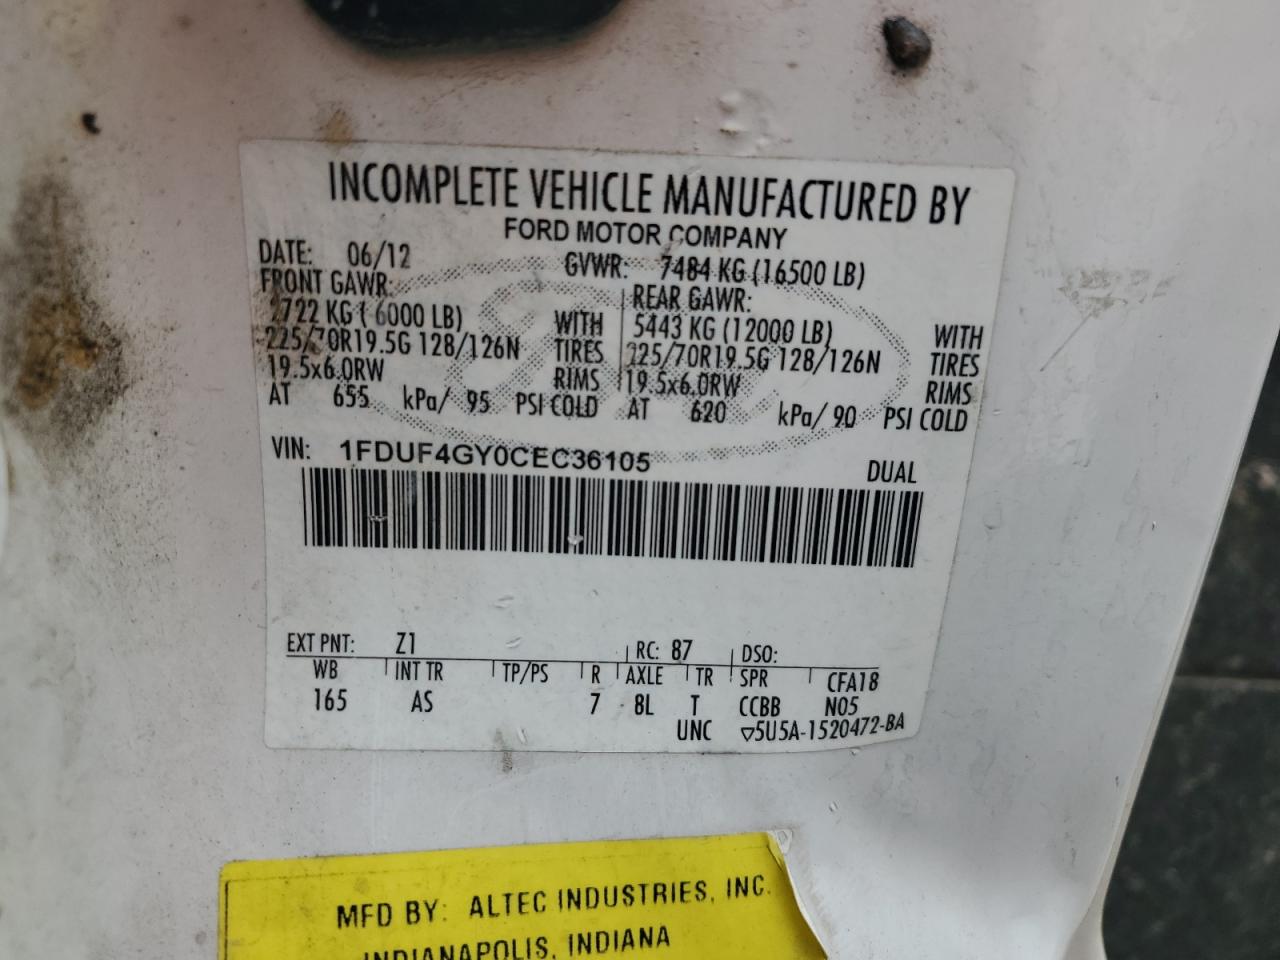 INCOMPLETE VEHICLE MANUFACTURED BY
FORD MOTOR COMPANY
DATE: 06/12 GVWR: 7484 KG (16500 LB)
FRONT GAWR: REAR GAWR:
2722 KG ( 6000 LB) WITH 5443 KG (12000 LB) WITH
225/70R19.5G 128/126N TIRES 225/70R19.5G 128/126N TIRES
19.5x6.0RW RIMS 19.5x6.0RW RIMS
AT 655 kPa/ 95 PSI COLD AT 620 kPa/ 90 PSI COLD
VIN: 1FDUF4GY0CEC36105 DUAL
EXT PNT: Z1 RC: 87 DSO:
WB INT TR TP/PS R AXLE TR SPR CFA18
165 AS 7 8L T CCBB N05
UNC ▽5U5A-1520472-BA
MFD BY: ALTEC INDUSTRIES, INC.
INDIANAPOLIS, INDIANA